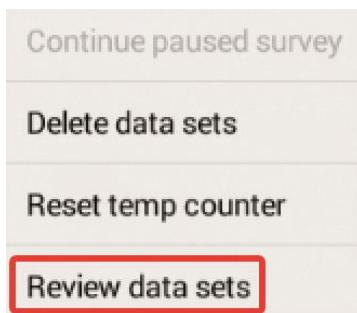 Continue paused survey
Delete data sets
Reset temp counter
Review data sets